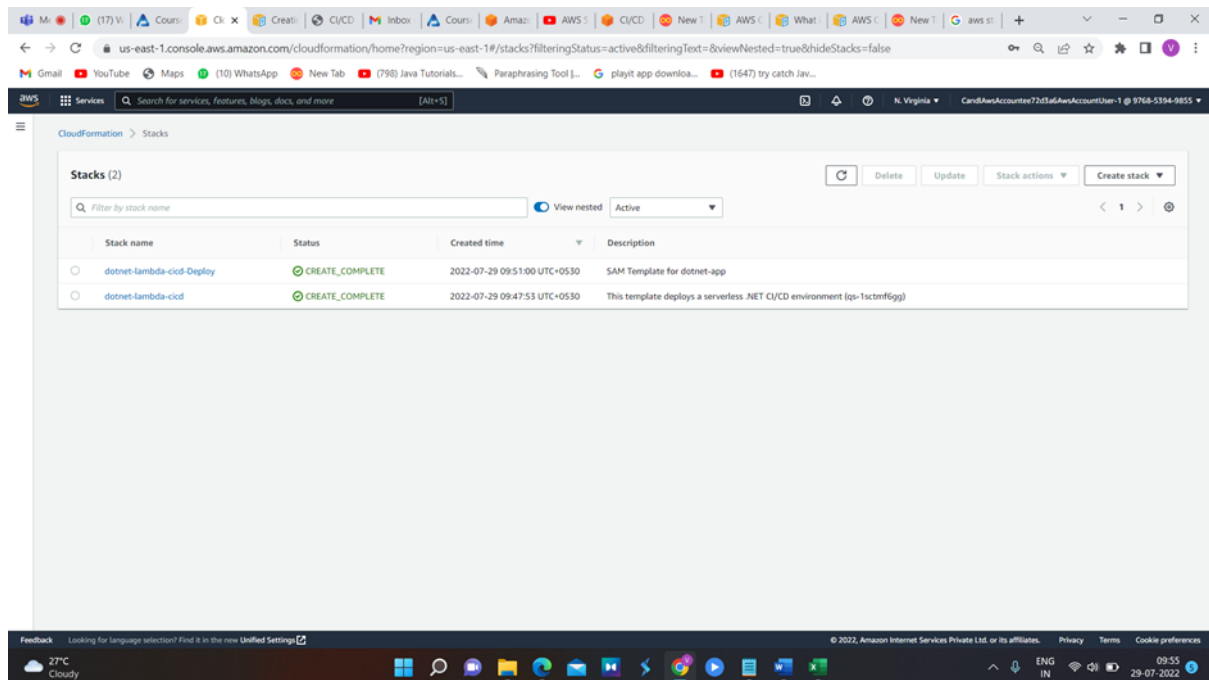 Me (17) W Course Clo Creati CI/CD Inbox Course Amaz AWS S CI/CD New T AWS C What AWS C New T aws st
us-east-1.console.aws.amazon.com/cloudformation/home?region=us-east-1#/stacks?filteringStatus=active&filteringText=&viewNested=true&hideStacks=false V
Gmail YouTube Maps (10) WhatsApp New Tab (798) Java Tutorials... Paraphrasing Tool |... playit app downloa... (1647) try catch Jav...
aws Services Search for services, features, blogs, docs, and more [Alt+S] N. Virginia CandlAwsAccountee72d3a6AwsAccountUser-1 @ 9768-5394-9855
CloudFormation > Stacks
Stacks (2) Delete Update Stack actions Create stack
Filter by stack name View nested Active 1
Stack name Status Created time Description
dotnet-lambda-cicd-Deploy CREATE_COMPLETE 2022-07-29 09:51:00 UTC+0530 SAM Template for dotnet-app
dotnet-lambda-cicd CREATE_COMPLETE 2022-07-29 09:47:53 UTC+0530 This template deploys a serverless .NET CI/CD environment (qs-1sctmf6gg)
Feedback Looking for language selection? Find it in the new Unified Settings © 2022, Amazon Internet Services Private Ltd. or its affiliates. Privacy Terms Cookie preferences
27°C ENG 09:55
Cloudy IN 29-07-2022 5